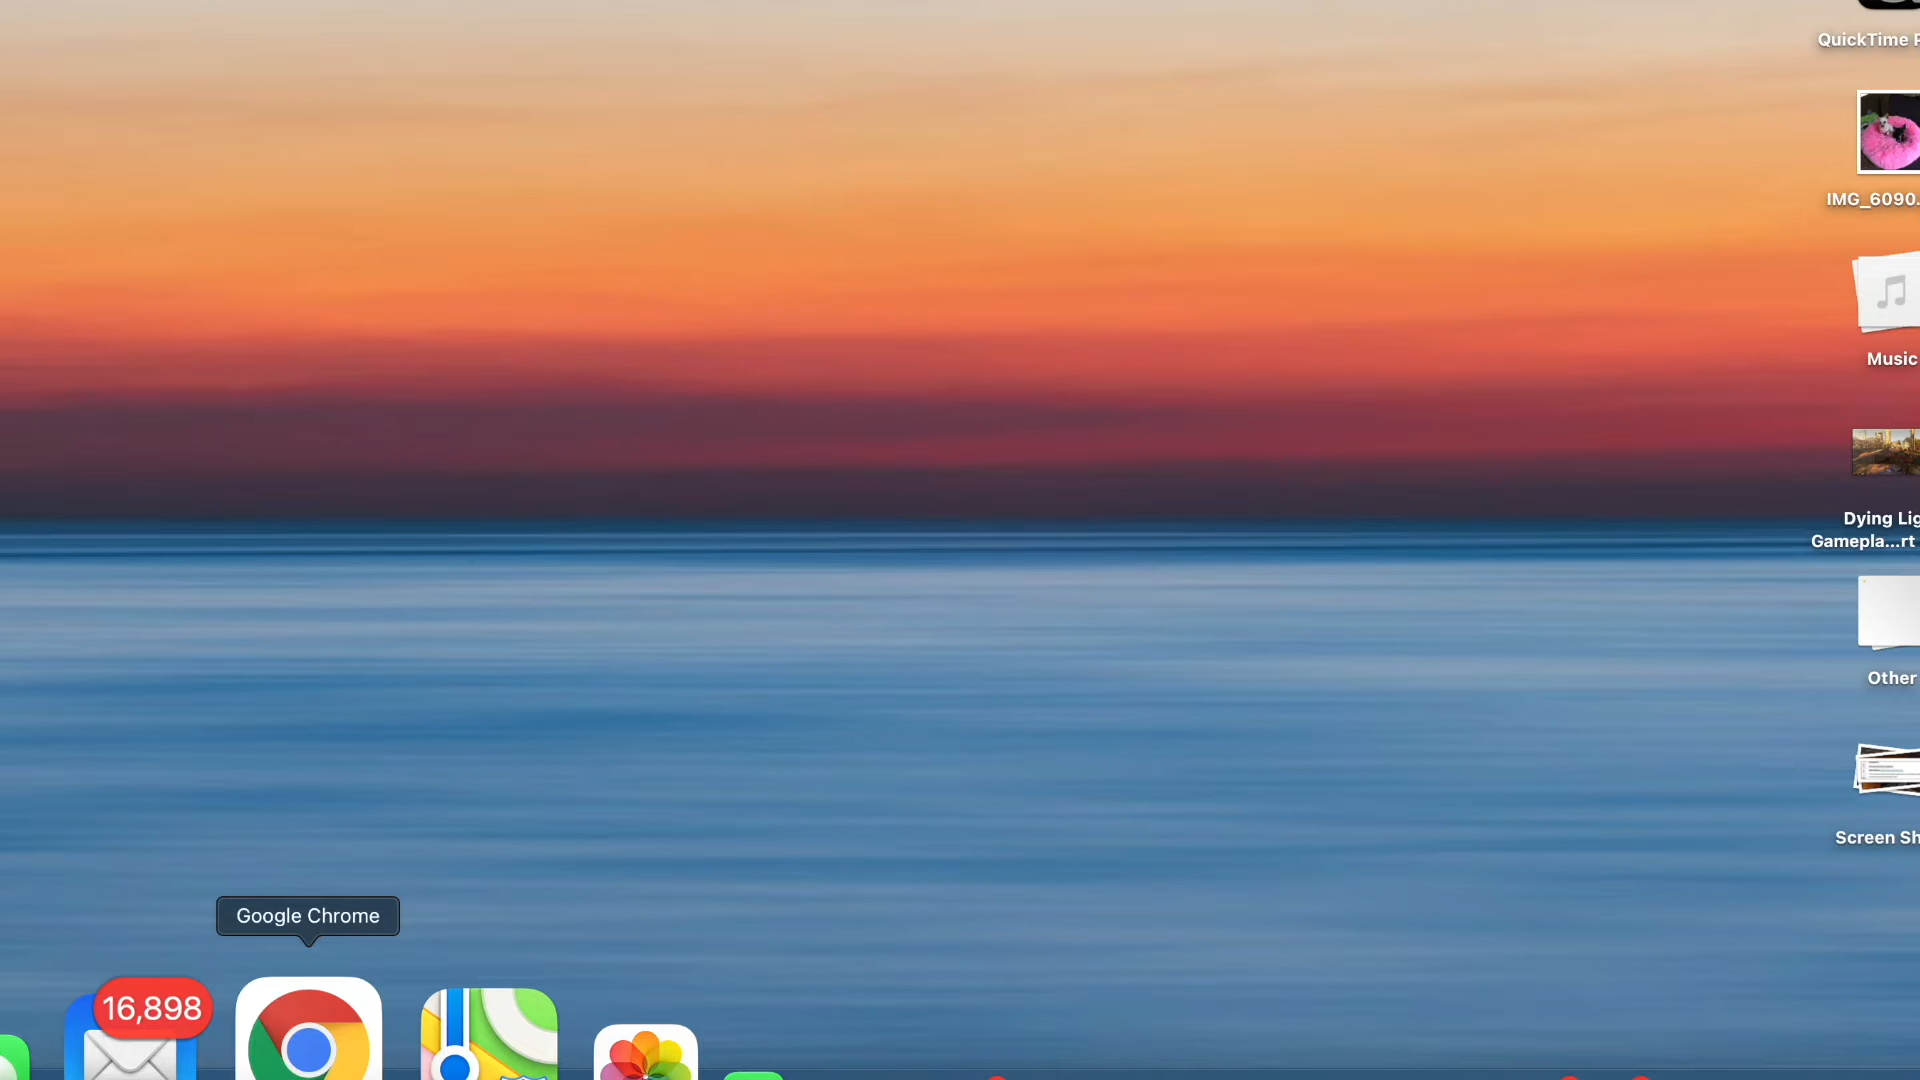 QuickTime P
IMG_6090.
Music
Dying Lig
Gamepla...rt
Other
Screen Sh
Google Chrome
16,898